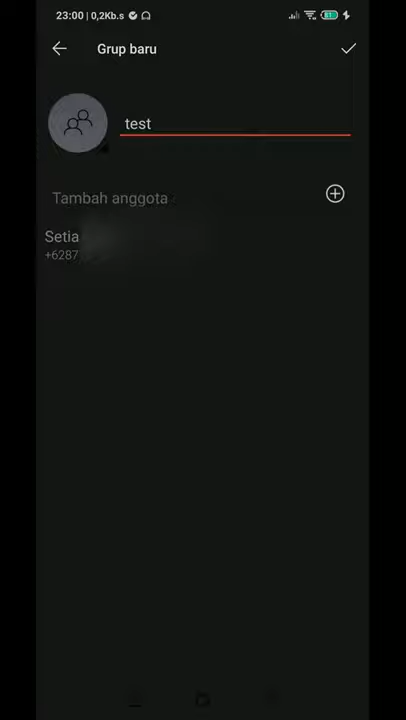 23:00 | 0,2Kb.s
Grup baru
test
Tambah anggota
Setia
+6287